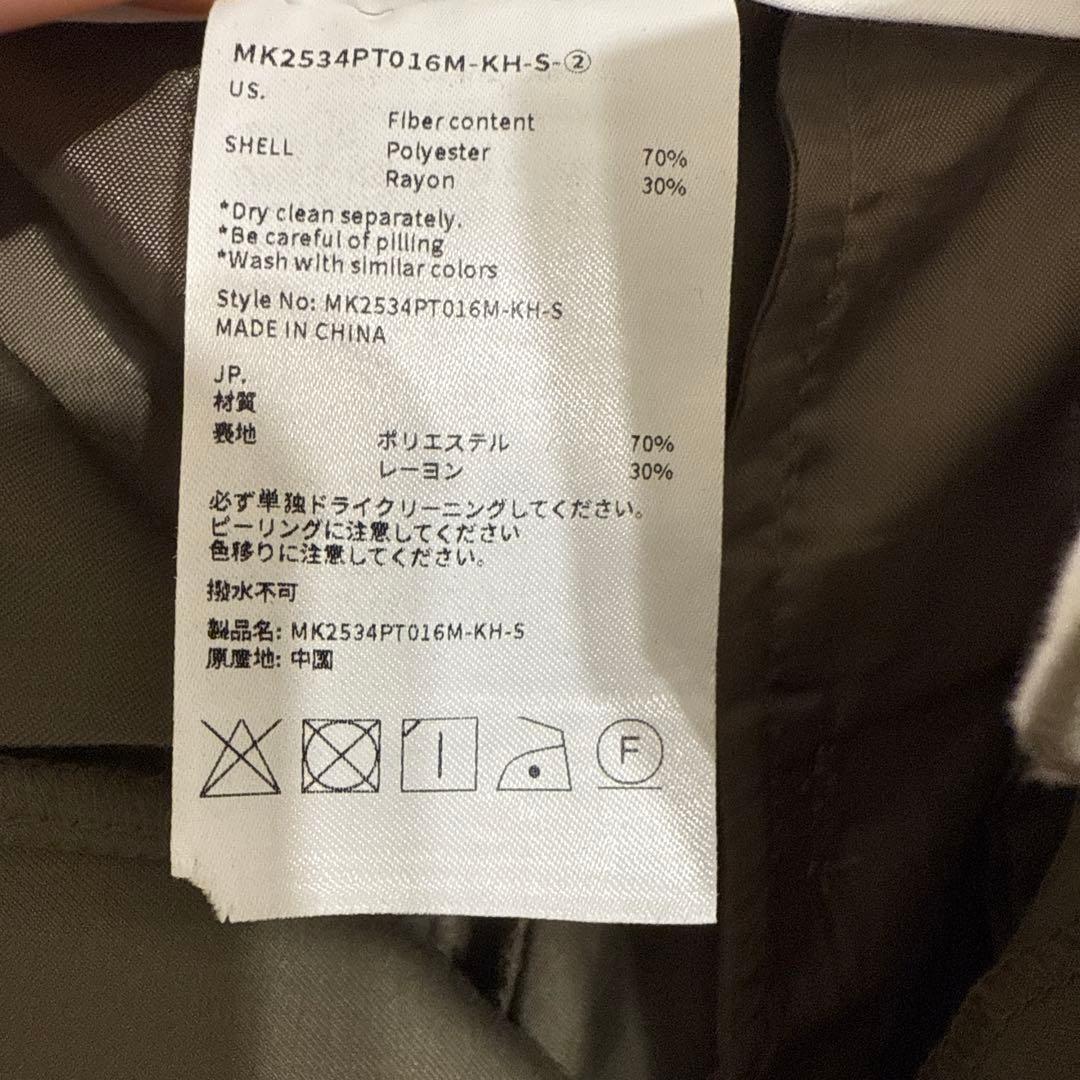 MK2534PT016M-KH-S-②
US.
Fiber content
SHELL Polyester 70%
Rayon 30%
*Dry clean separately.
*Be careful of pilling
*Wash with similar colors
Style No: MK2534PT016M-KH-S
MADE IN CHINA
JP.
材質
表地
ポリエステル 70%
レーヨン 30%
必ず単独ドライクリーニングしてください。
ピーリングに注意してください
色移りに注意してください。
撥水不可
製品名: MK2534PT016M-KH-S
原産地: 中国
F